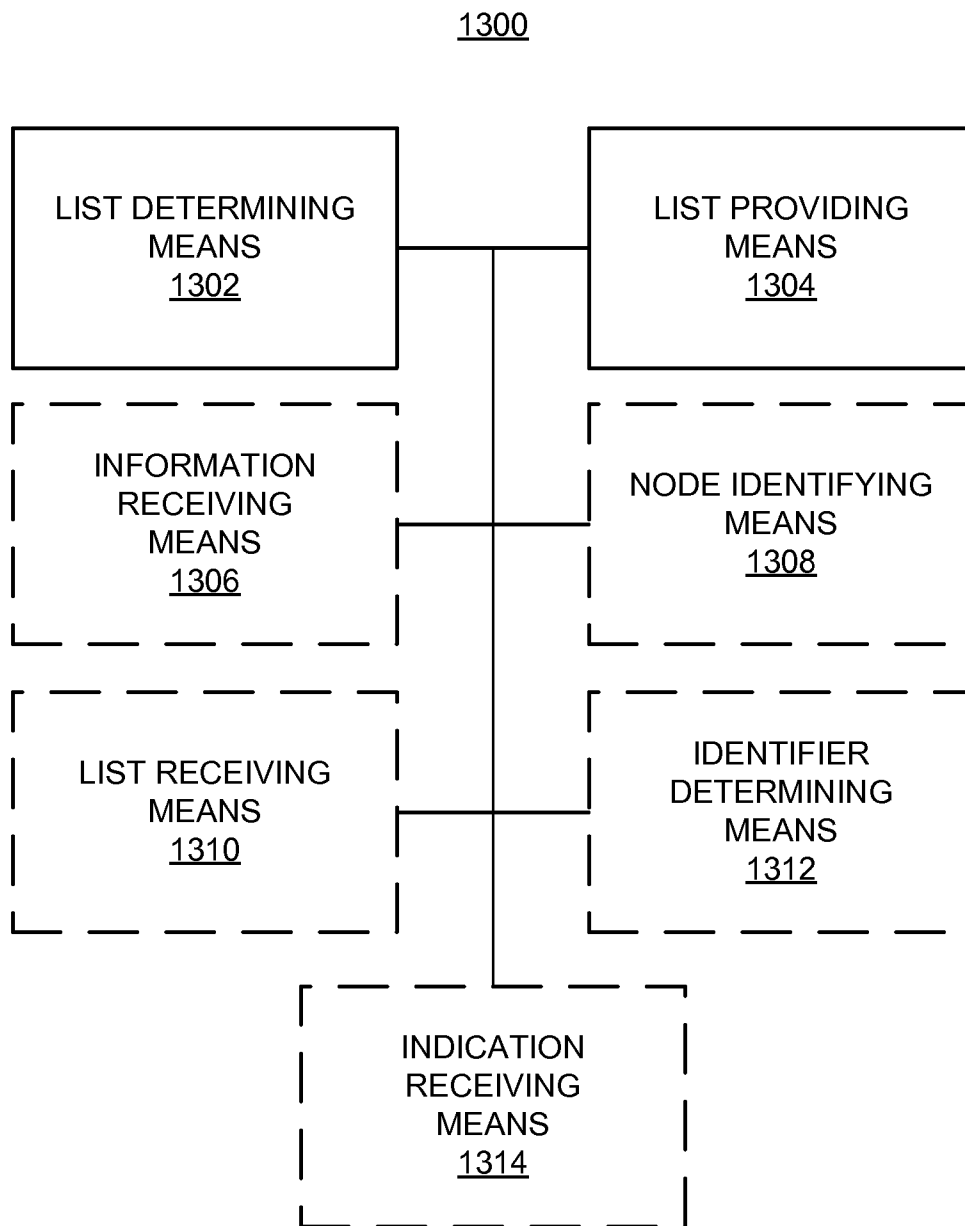 1300
LIST DETERMINING
MEANS
1302
LIST PROVIDING
MEANS
1304
INFORMATION
RECEIVING
MEANS
1306
NODE IDENTIFYING
MEANS
1308
LIST RECEIVING
MEANS
1310
IDENTIFIER
DETERMINING
MEANS
1312
INDICATION
RECEIVING
MEANS
1314